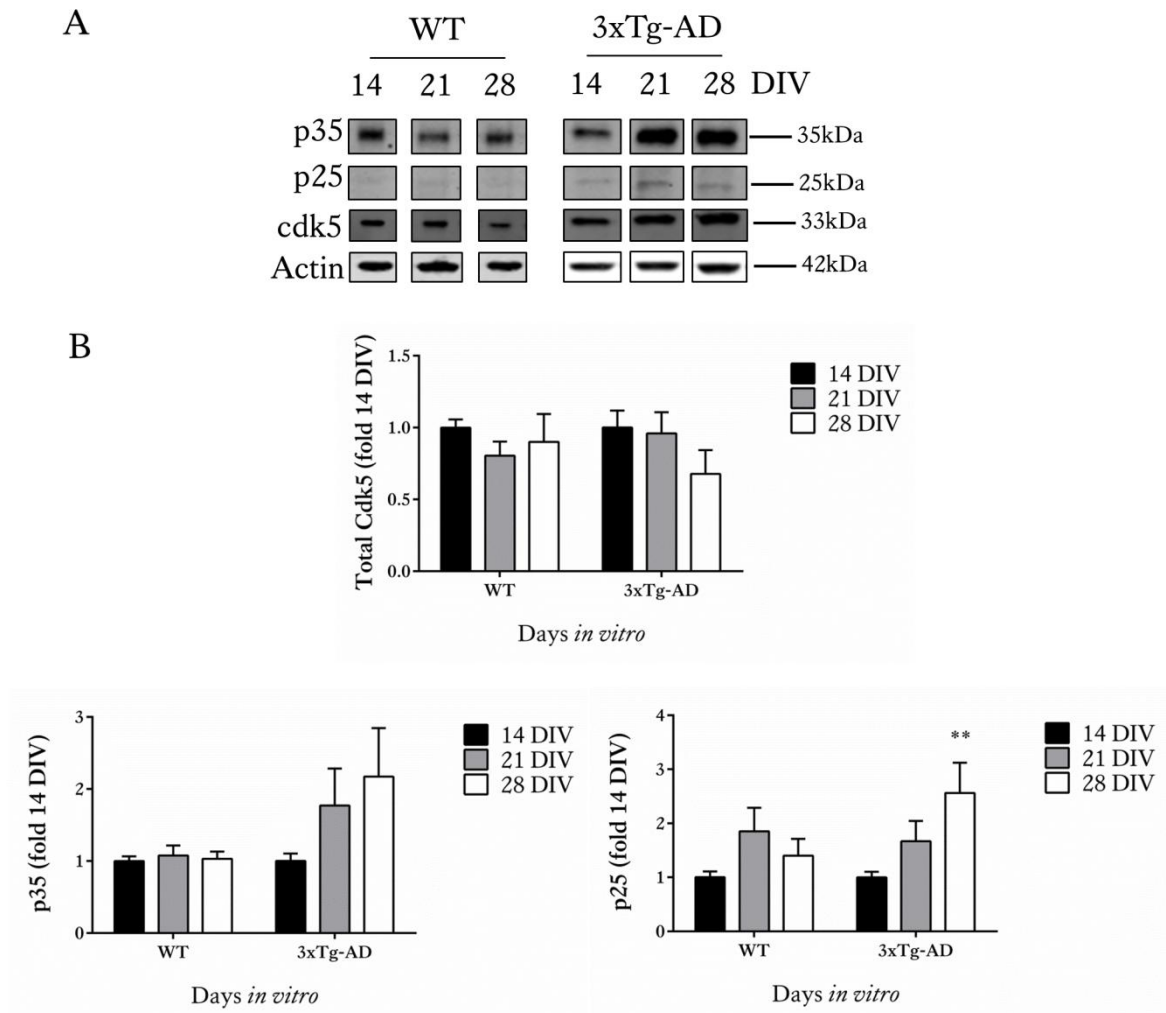 A
WT 3xTg-AD
14 21 28 14 21 28 DIV
p35 35kDa
p25 25kDa
cdk5 33kDa
Actin 42kDa
B
Total Cdk5 (fold 14 DIV)
1.5
1.0
0.5
0.0
WT 3xTg-AD
Days in vitro
14 DIV
21 DIV
28 DIV
p35 (fold 14 DIV)
3
2
1
0
WT 3xTg-AD
Days in vitro
14 DIV
21 DIV
28 DIV
p25 (fold 14 DIV)
4
3
2
1
0
**
WT 3xTg-AD
Days in vitro
14 DIV
21 DIV
28 DIV